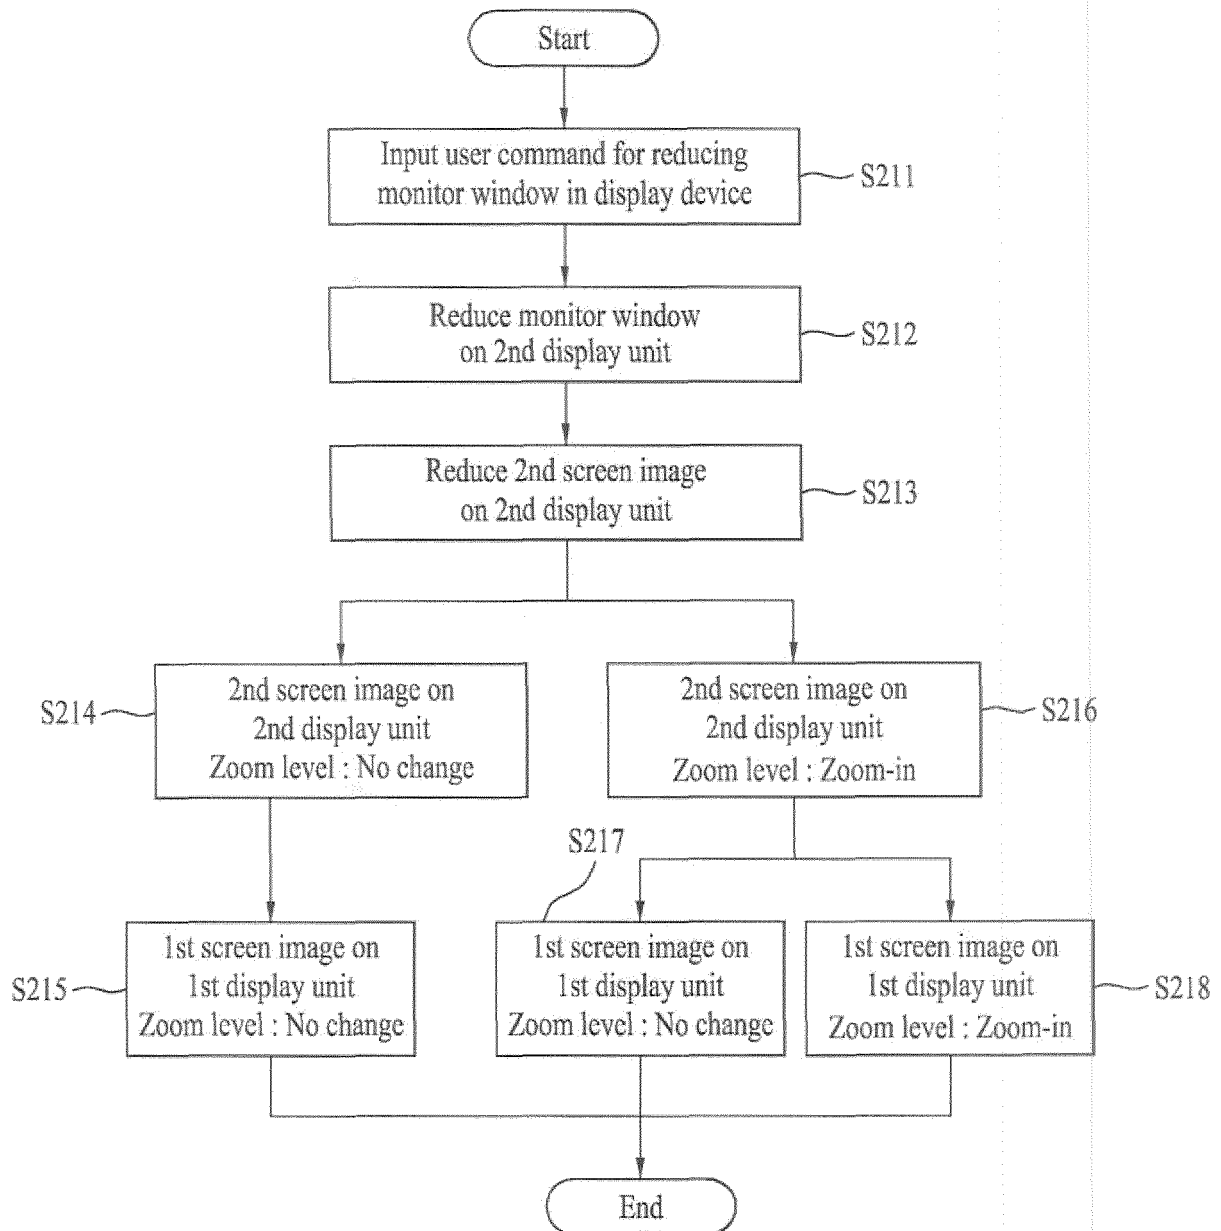 Start
Input user command for reducing
monitor window in display device
S211
Reduce monitor window
on 2nd display unit
S212
Reduce 2nd screen image
on 2nd display unit
S213
S214
2nd screen image on
2nd display unit
Zoom level : No change
2nd screen image on
2nd display unit
Zoom level : Zoom-in
S216
S217
S215
1st screen image on
1st display unit
Zoom level : No change
1st screen image on
1st display unit
Zoom level : No change
1st screen image on
1st display unit
Zoom level : Zoom-in
S218
End